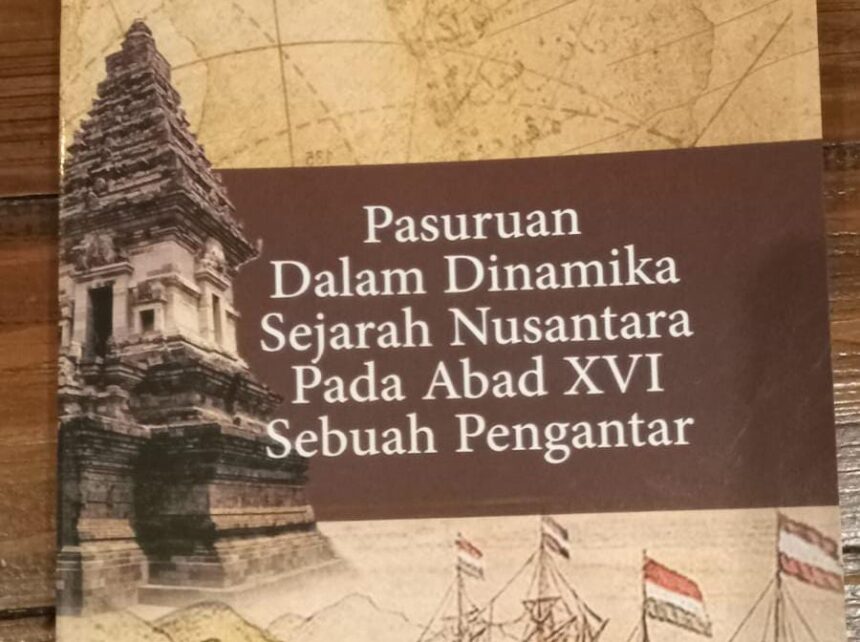 Pasuruan
Dalam Dinamika
Sejarah Nusantara
Pada Abad XVI
Sebuah Pengantar